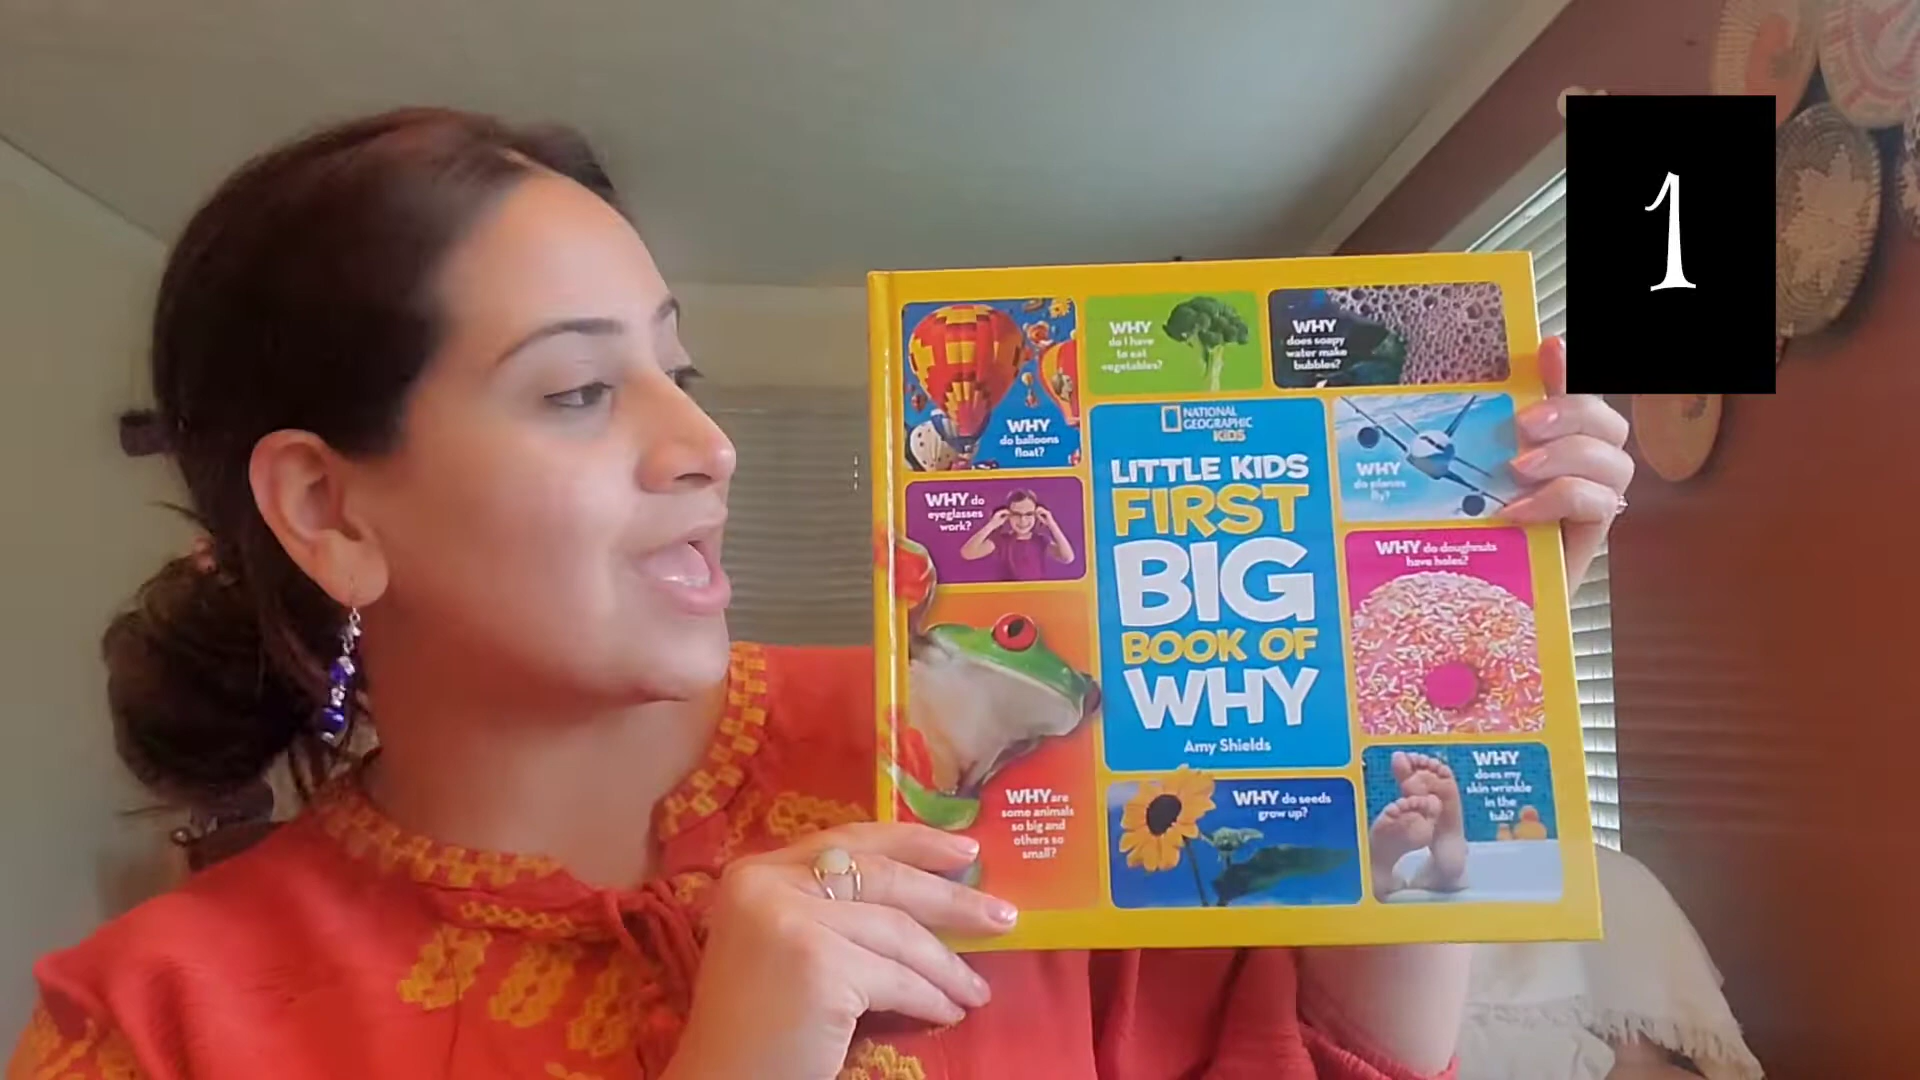 1
WHY
do balloons
float?
WHY
do I have
to eat
vegetables?
WHY
does soapy
water make
bubbles?
NATIONAL
GEOGRAPHIC
KiDS
LITTLE KIDS
FIRST
BIG
BOOK OF
WHY
Amy Shields
WHY
do planes
fly?
WHY do
eyeglasses
work?
WHY do doughnuts
have holes?
WHY are
some animals
so big and
others so
small?
WHY do seeds
grow up?
WHY
does my
skin wrinkle
in the
tub?